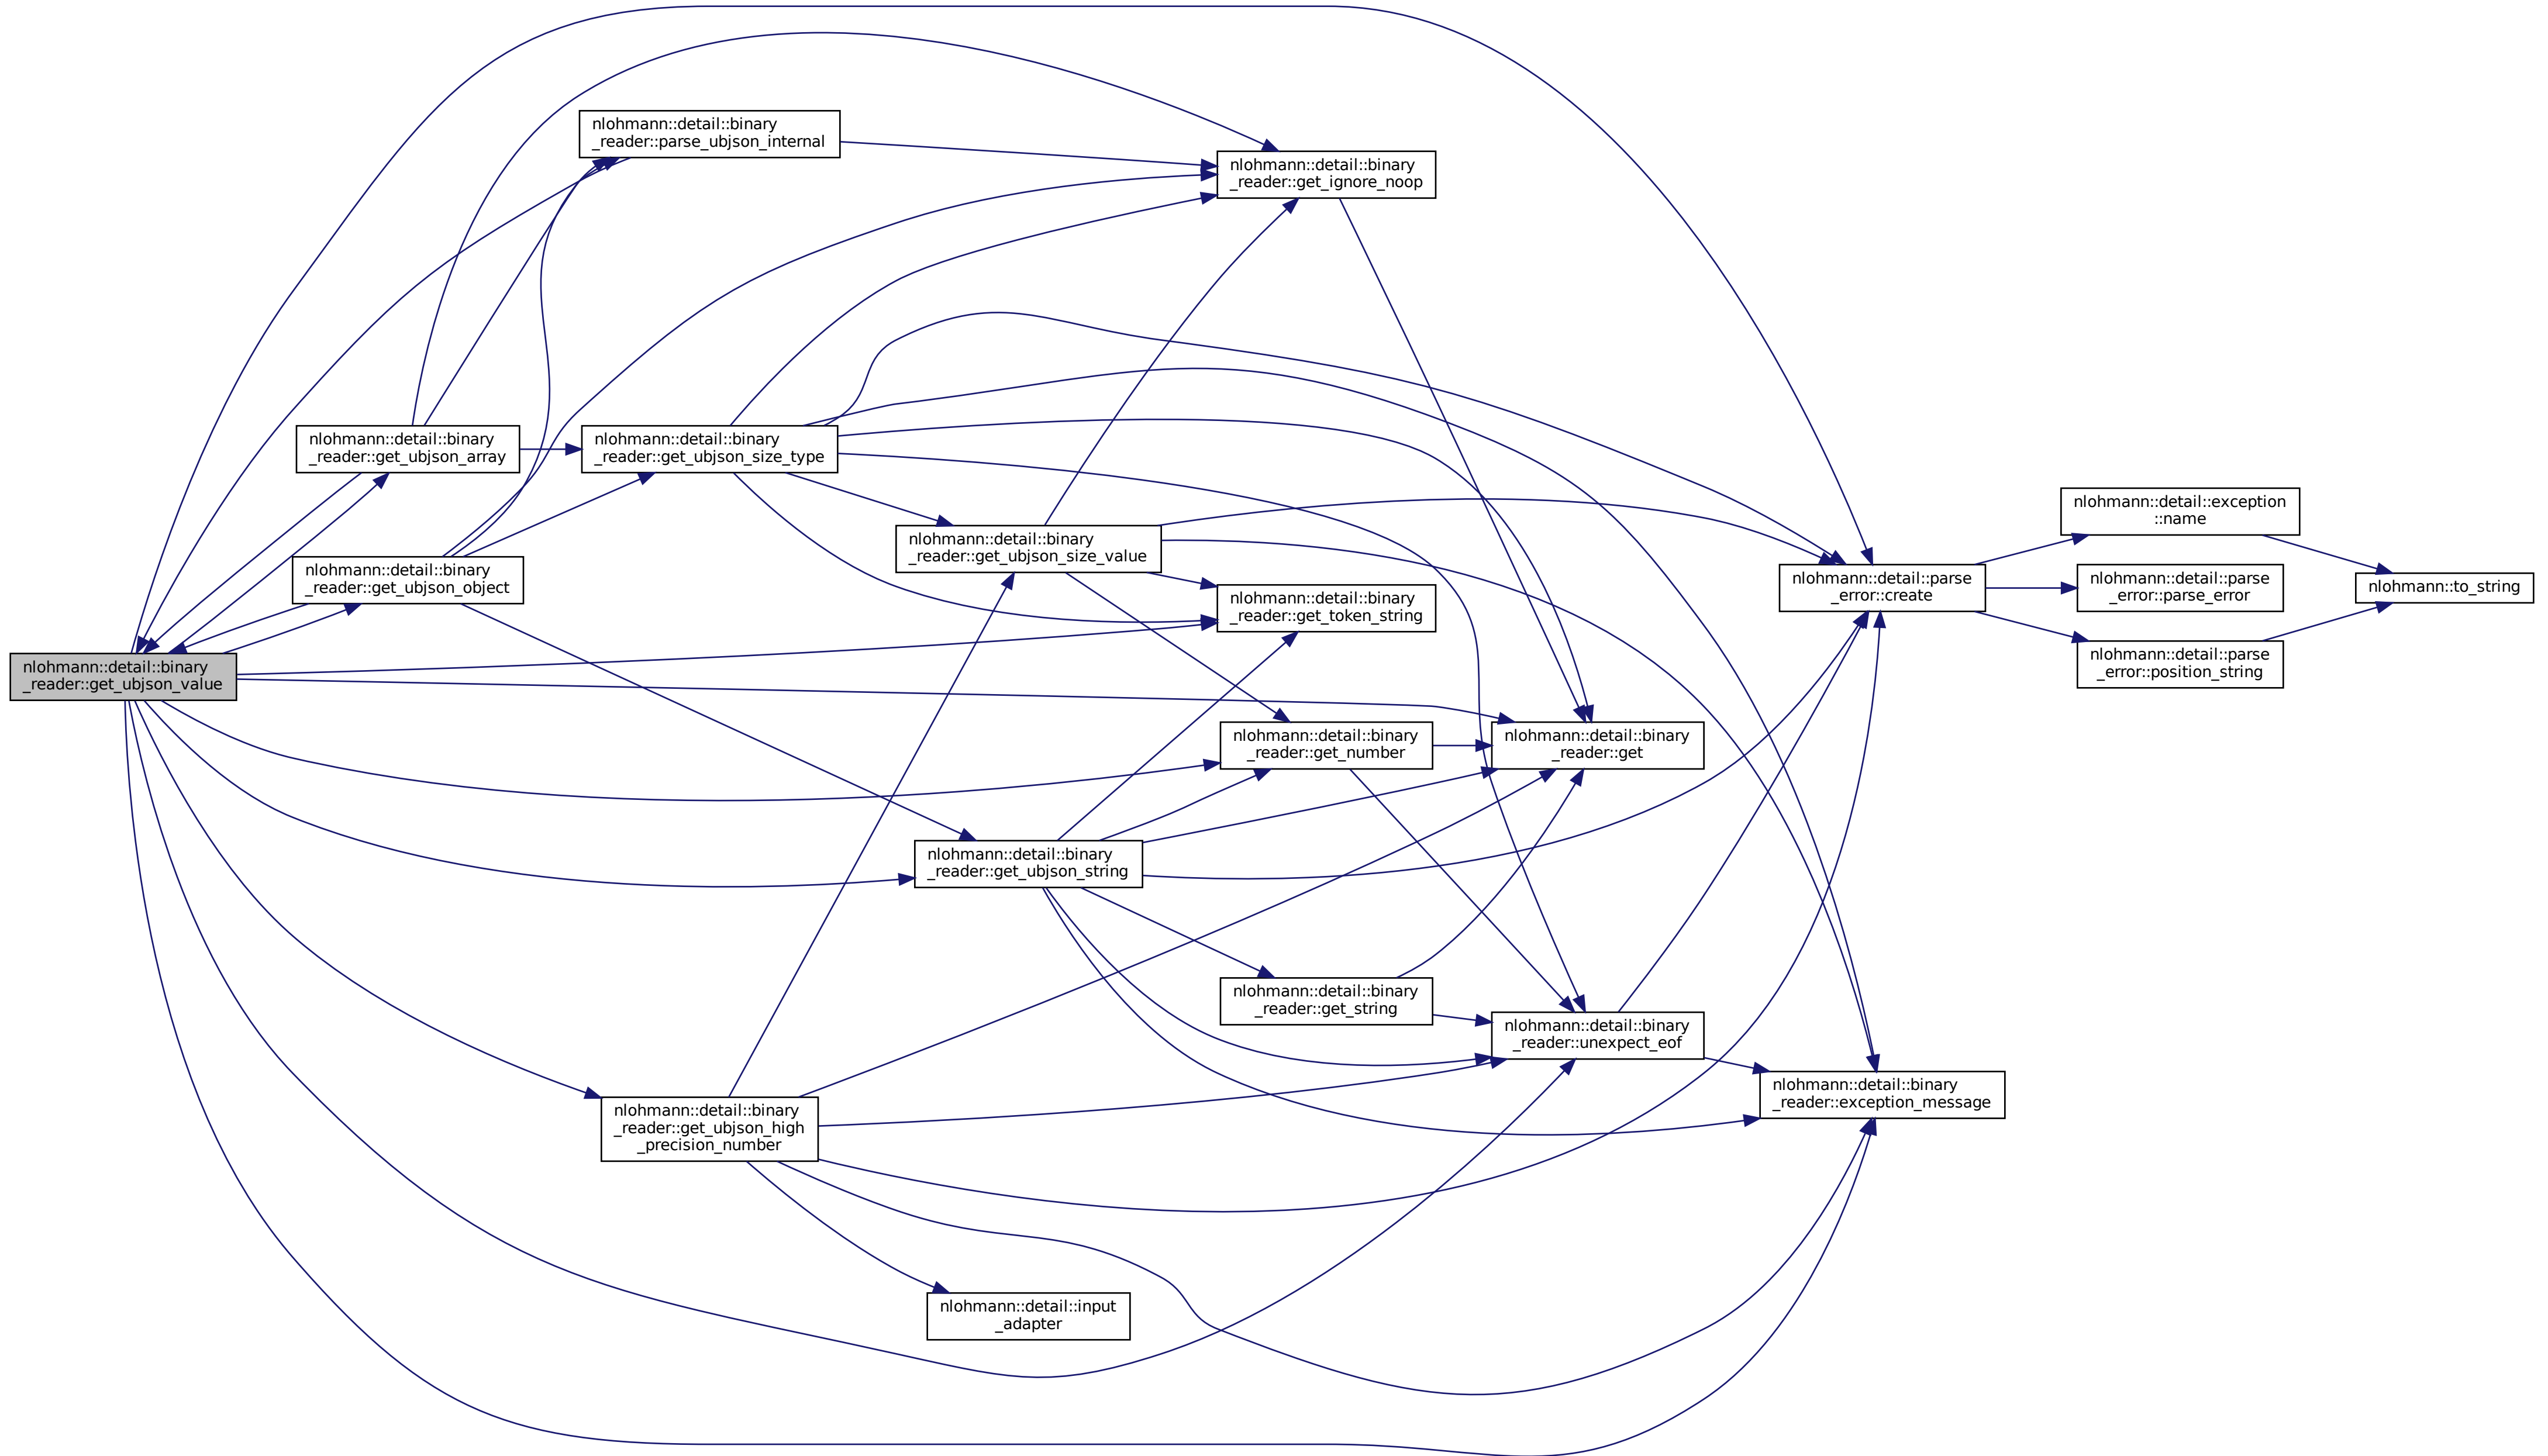 nlohmann::detail::binary
_reader::parse_ubjson_internal
nlohmann::detail::binary
_reader::get_ignore_noop
nlohmann::detail::binary
_reader::get_ubjson_array
nlohmann::detail::binary
_reader::get_ubjson_size_type
nlohmann::detail::exception
::name
nlohmann::detail::binary
_reader::get_ubjson_size_value
nlohmann::detail::binary
_reader::get_ubjson_object
nlohmann::detail::parse
_error::create
nlohmann::detail::parse
_error::parse_error
nlohmann::to_string
nlohmann::detail::binary
_reader::get_token_string
nlohmann::detail::binary
_reader::get_ubjson_value
nlohmann::detail::parse
_error::position_string
nlohmann::detail::binary
_reader::get_number
nlohmann::detail::binary
_reader::get
nlohmann::detail::binary
_reader::get_ubjson_string
nlohmann::detail::binary
_reader::get_string
nlohmann::detail::binary
_reader::unexpect_eof
nlohmann::detail::binary
_reader::exception_message
nlohmann::detail::binary
_reader::get_ubjson_high
_precision_number
nlohmann::detail::input
_adapter